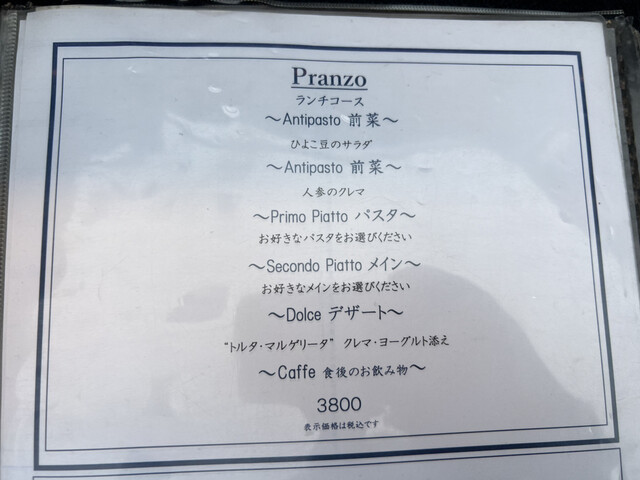 Pranzo
ランチコース
～Antipasto 前菜～
ひよこ豆のサラダ
～Antipasto 前菜～
人参のクレマ
～Primo Piatto パスタ～
お好きなパスタをお選びください
～Secondo Piatto メイン～
お好きなメインをお選びください
～Dolce デザート～
“トルタ・マルゲリータ” クレマ・ヨーグルト添え
～Caffe 食後のお飲み物～
3800
表示価格は税込です